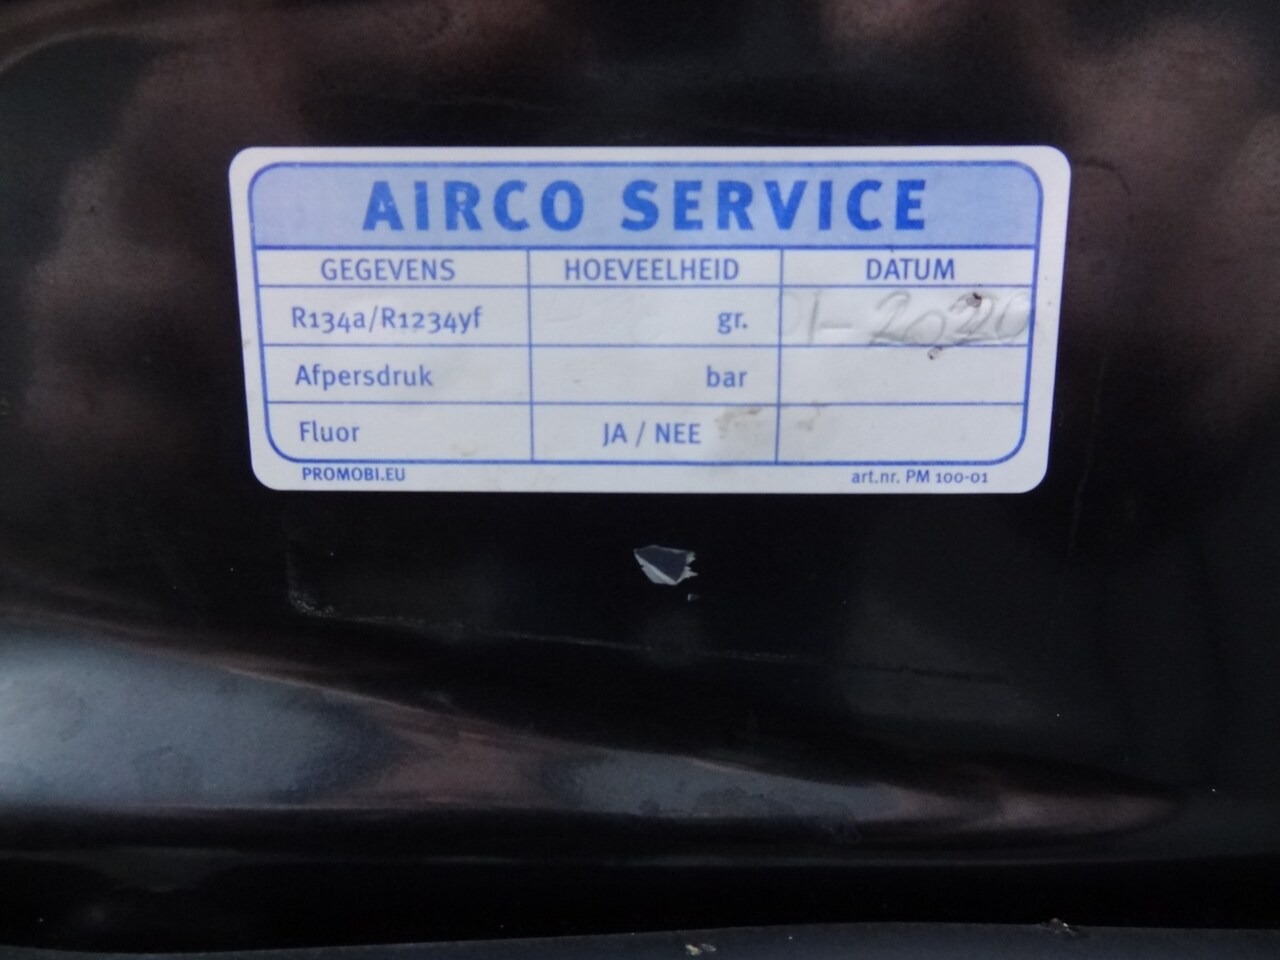 AIRCO SERVICE
GEGEVENS HOEVEELHEID DATUM
R134a/R1234yf gr. 01-2020
Afpersdruk bar
Fluor JA / NEE
PROMOBI.EU art.nr. PM 100-01